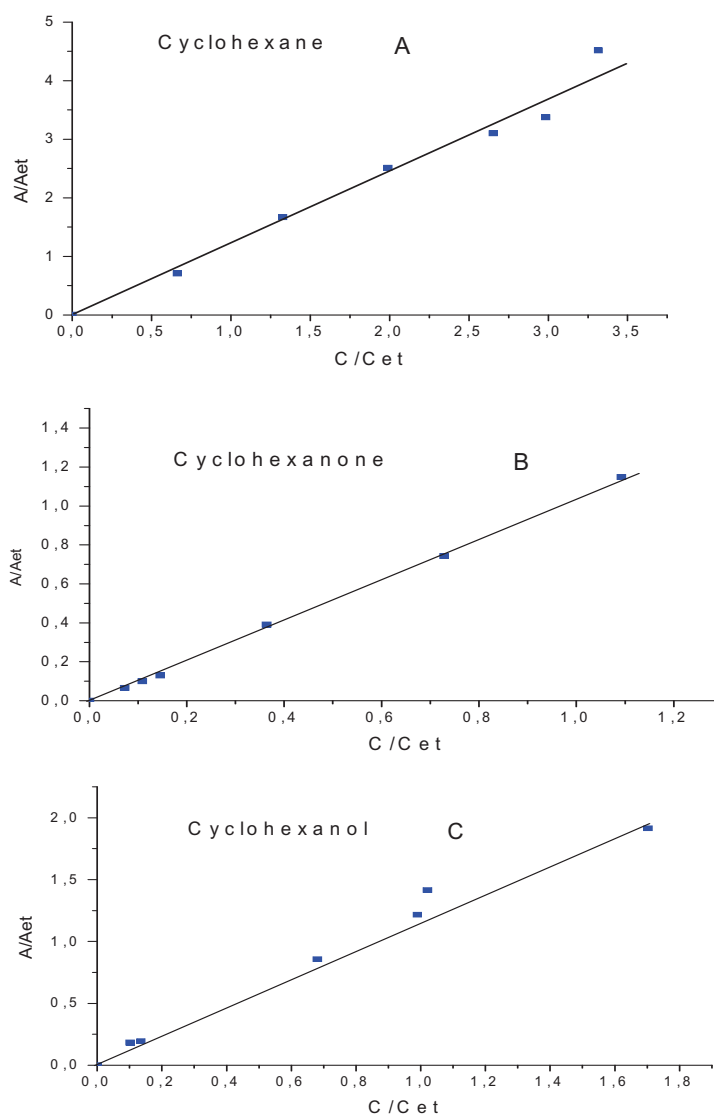 Cyclohexane A
5
4
3
2
1
0
A/Aet
0,0 0,5 1,0 1,5 2,0 2,5 3,0 3,5
C/Cet
Cyclohexanone B
1,4
1,2
1,0
0,8
0,6
0,4
0,2
0,0
A/Aet
0,0 0,2 0,4 0,6 0,8 1,0 1,2
C/Cet
Cyclohexanol C
2,0
1,5
1,0
0,5
0,0
A/Aet
0,0 0,2 0,4 0,6 0,8 1,0 1,2 1,4 1,6 1,8
C/Cet